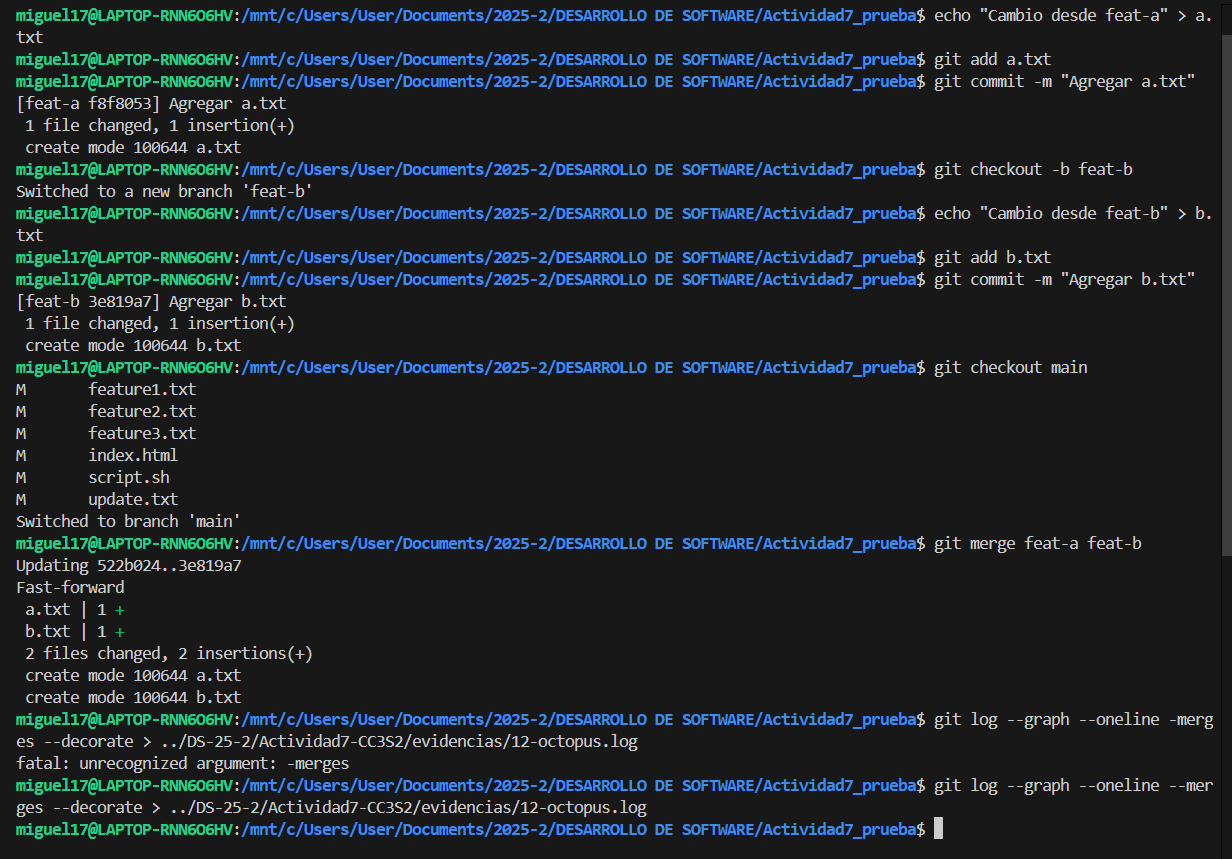 miguel17@LAPTOP-RNN6O6HV:/mnt/c/Users/User/Documents/2025-2/DESARROLLO DE SOFTWARE/Actividad7_prueba$ echo "Cambio desde feat-a" > a.
txt
miguel17@LAPTOP-RNN6O6HV:/mnt/c/Users/User/Documents/2025-2/DESARROLLO DE SOFTWARE/Actividad7_prueba$ git add a.txt
miguel17@LAPTOP-RNN6O6HV:/mnt/c/Users/User/Documents/2025-2/DESARROLLO DE SOFTWARE/Actividad7_prueba$ git commit -m "Agregar a.txt"
[feat-a f8f8053] Agregar a.txt
 1 file changed, 1 insertion(+)
 create mode 100644 a.txt
miguel17@LAPTOP-RNN6O6HV:/mnt/c/Users/User/Documents/2025-2/DESARROLLO DE SOFTWARE/Actividad7_prueba$ git checkout -b feat-b
Switched to a new branch 'feat-b'
miguel17@LAPTOP-RNN6O6HV:/mnt/c/Users/User/Documents/2025-2/DESARROLLO DE SOFTWARE/Actividad7_prueba$ echo "Cambio desde feat-b" > b.
txt
miguel17@LAPTOP-RNN6O6HV:/mnt/c/Users/User/Documents/2025-2/DESARROLLO DE SOFTWARE/Actividad7_prueba$ git add b.txt
miguel17@LAPTOP-RNN6O6HV:/mnt/c/Users/User/Documents/2025-2/DESARROLLO DE SOFTWARE/Actividad7_prueba$ git commit -m "Agregar b.txt"
[feat-b 3e819a7] Agregar b.txt
 1 file changed, 1 insertion(+)
 create mode 100644 b.txt
miguel17@LAPTOP-RNN6O6HV:/mnt/c/Users/User/Documents/2025-2/DESARROLLO DE SOFTWARE/Actividad7_prueba$ git checkout main
M       feature1.txt
M       feature2.txt
M       feature3.txt
M       index.html
M       script.sh
M       update.txt
Switched to branch 'main'
miguel17@LAPTOP-RNN6O6HV:/mnt/c/Users/User/Documents/2025-2/DESARROLLO DE SOFTWARE/Actividad7_prueba$ git merge feat-a feat-b
Updating 522b024..3e819a7
Fast-forward
 a.txt | 1 +
 b.txt | 1 +
 2 files changed, 2 insertions(+)
 create mode 100644 a.txt
 create mode 100644 b.txt
miguel17@LAPTOP-RNN6O6HV:/mnt/c/Users/User/Documents/2025-2/DESARROLLO DE SOFTWARE/Actividad7_prueba$ git log --graph --oneline -merg
es --decorate > ../DS-25-2/Actividad7-CC3S2/evidencias/12-octopus.log
fatal: unrecognized argument: -merges
miguel17@LAPTOP-RNN6O6HV:/mnt/c/Users/User/Documents/2025-2/DESARROLLO DE SOFTWARE/Actividad7_prueba$ git log --graph --oneline --mer
ges --decorate > ../DS-25-2/Actividad7-CC3S2/evidencias/12-octopus.log
miguel17@LAPTOP-RNN6O6HV:/mnt/c/Users/User/Documents/2025-2/DESARROLLO DE SOFTWARE/Actividad7_prueba$